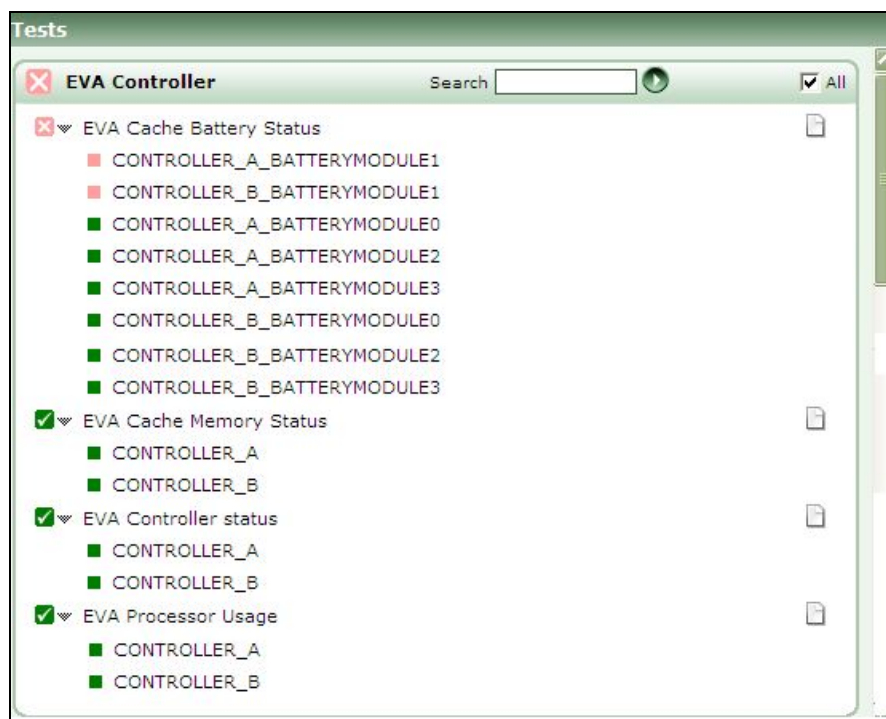 Tests
EVA Controller Search All
EVA Cache Battery Status
CONTROLLER_A_BATTERYMODULE1
CONTROLLER_B_BATTERYMODULE1
CONTROLLER_A_BATTERYMODULE0
CONTROLLER_A_BATTERYMODULE2
CONTROLLER_A_BATTERYMODULE3
CONTROLLER_B_BATTERYMODULE0
CONTROLLER_B_BATTERYMODULE2
CONTROLLER_B_BATTERYMODULE3
EVA Cache Memory Status
CONTROLLER_A
CONTROLLER_B
EVA Controller status
CONTROLLER_A
CONTROLLER_B
EVA Processor Usage
CONTROLLER_A
CONTROLLER_B